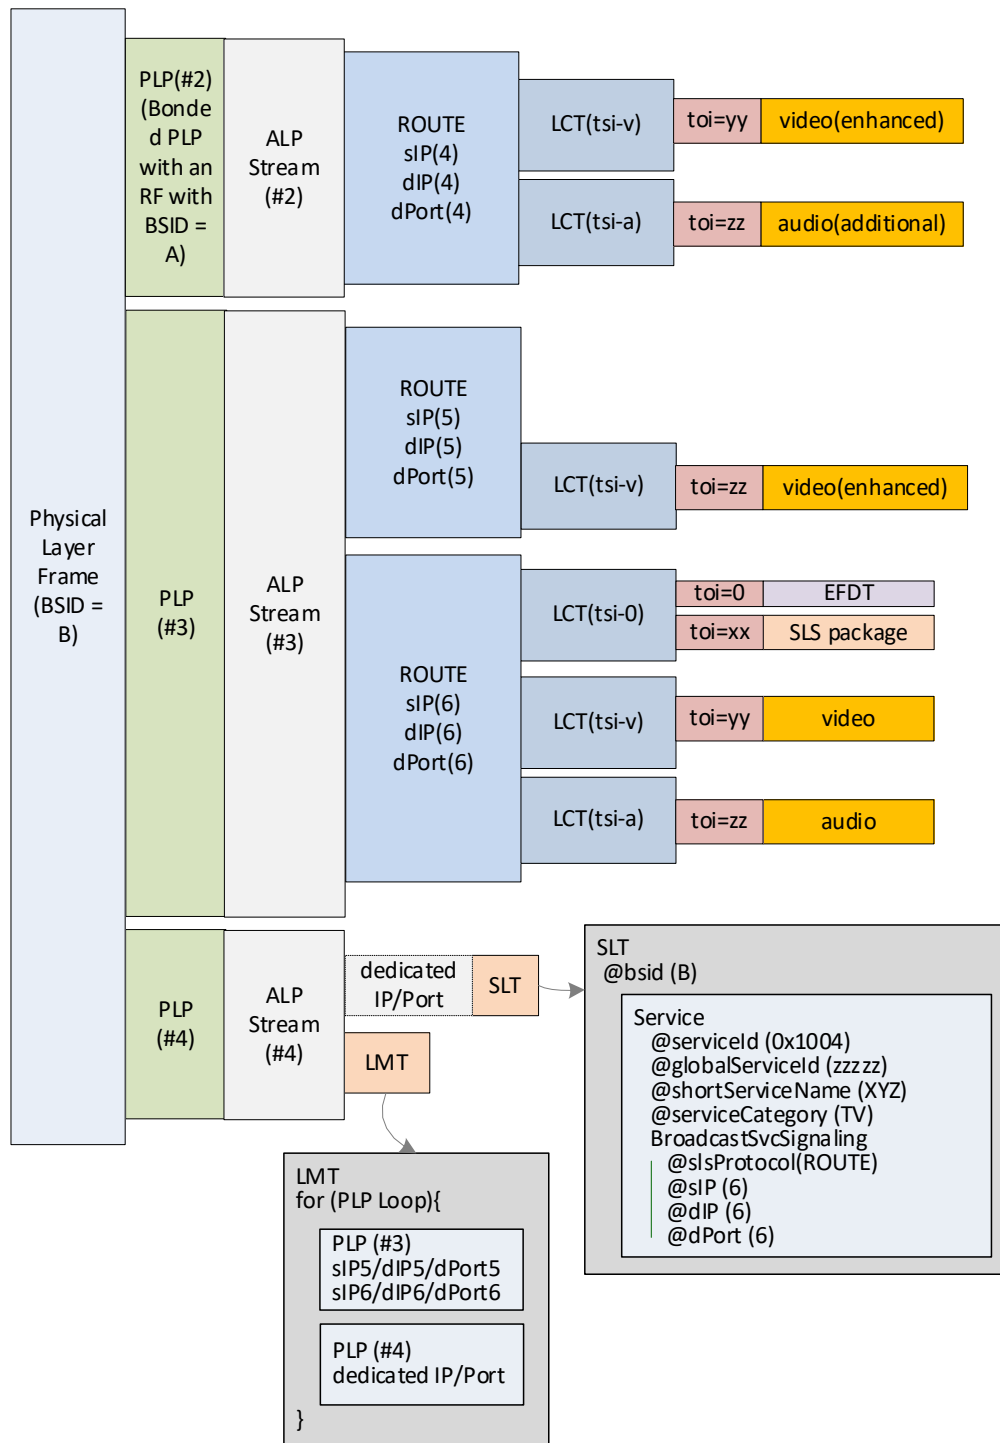 Physical
Layer
Frame
(BSID =
B)
PLP(#2)
(Bonde
d PLP
with an
RF with
BSID =
A)
ALP
Stream
(#2)
ROUTE
sIP(4)
dIP(4)
dPort(4)
LCT(tsi-v)
toi=yy
video(enhanced)
LCT(tsi-a)
toi=zz
audio(additional)
PLP
(#3)
ALP
Stream
(#3)
ROUTE
sIP(5)
dIP(5)
dPort(5)
LCT(tsi-v)
toi=zz
video(enhanced)
ROUTE
sIP(6)
dIP(6)
dPort(6)
LCT(tsi-0)
toi=0
EFDT
toi=xx
SLS package
LCT(tsi-v)
toi=yy
video
LCT(tsi-a)
toi=zz
audio
PLP
(#4)
ALP
Stream
(#4)
dedicated
IP/Port
SLT
LMT
SLT
@bsid (B)
Service
@serviceId (0x1004)
@globalServiceId (zzzzz)
@shortServiceName (XYZ)
@serviceCategory (TV)
BroadcastSvcSignaling
@slsProtocol(ROUTE)
@sIP (6)
@dIP (6)
@dPort (6)
LMT
for (PLP Loop){
PLP (#3)
sIP5/dIP5/dPort5
sIP6/dIP6/dPort6
PLP (#4)
dedicated IP/Port
}